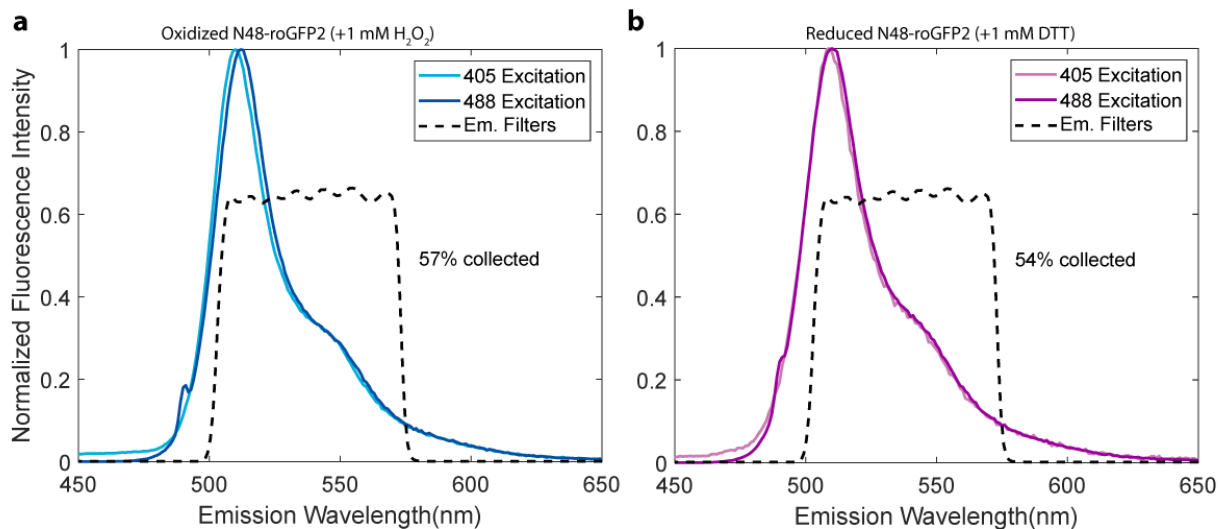 a
Oxidized N48-roGFP2 (+1 mM H₂O₂)
Normalized Fluorescence Intensity
1
0.8
0.6
0.4
0.2
0
405 Excitation
488 Excitation
Em. Filters
57% collected
450 500 550 600 650
Emission Wavelength(nm)
b
Reduced N48-roGFP2 (+1 mM DTT)
1
0.8
0.6
0.4
0.2
0
405 Excitation
488 Excitation
Em. Filters
54% collected
450 500 550 600 650
Emission Wavelength(nm)